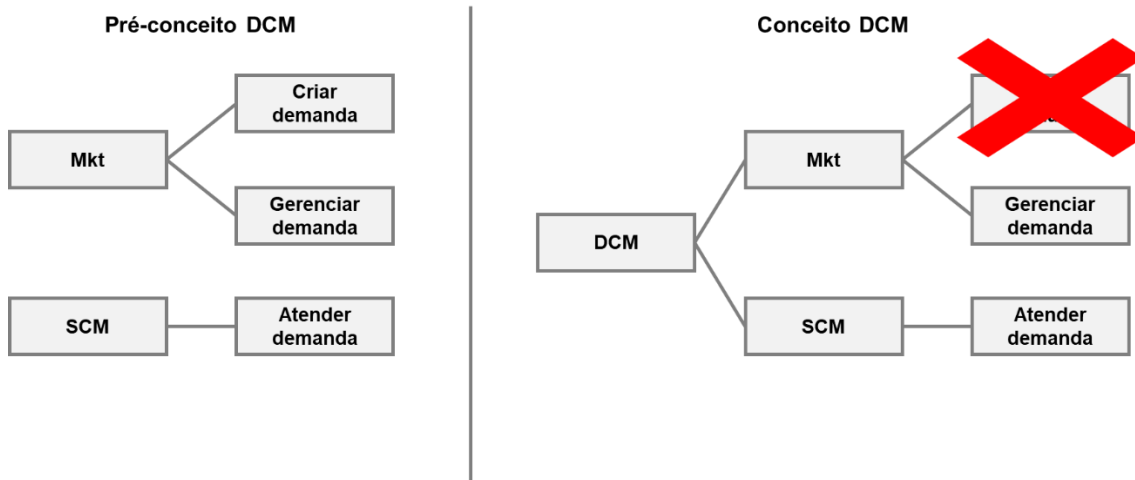 Pré-conceito DCM
Criar
demanda
Mkt
Gerenciar
demanda
SCM
Atender
demanda
Conceito DCM
Mkt
Gerenciar
demanda
DCM
SCM
Atender
demanda